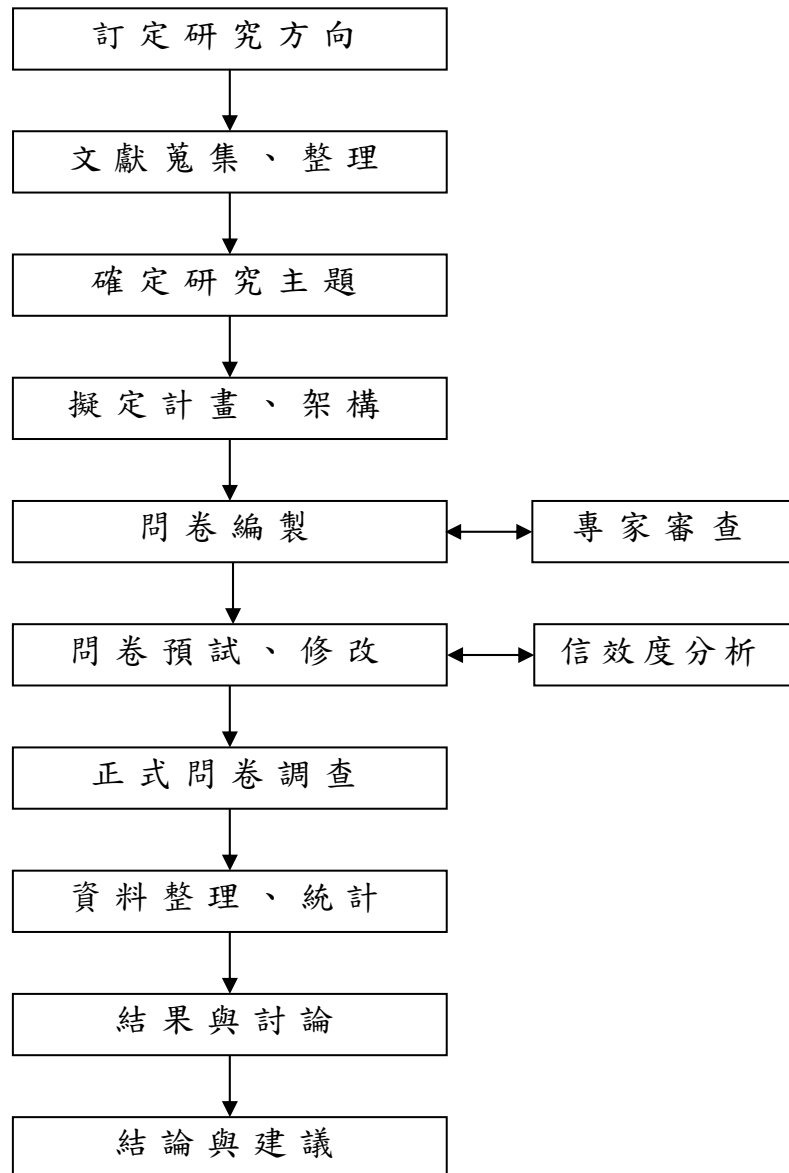 訂定研究方向
文獻蒐集、整理
確定研究主題
擬定計畫、架構
問卷編製
專家審查
問卷預試、修改
信效度分析
正式問卷調查
資料整理、統計
結果與討論
結論與建議